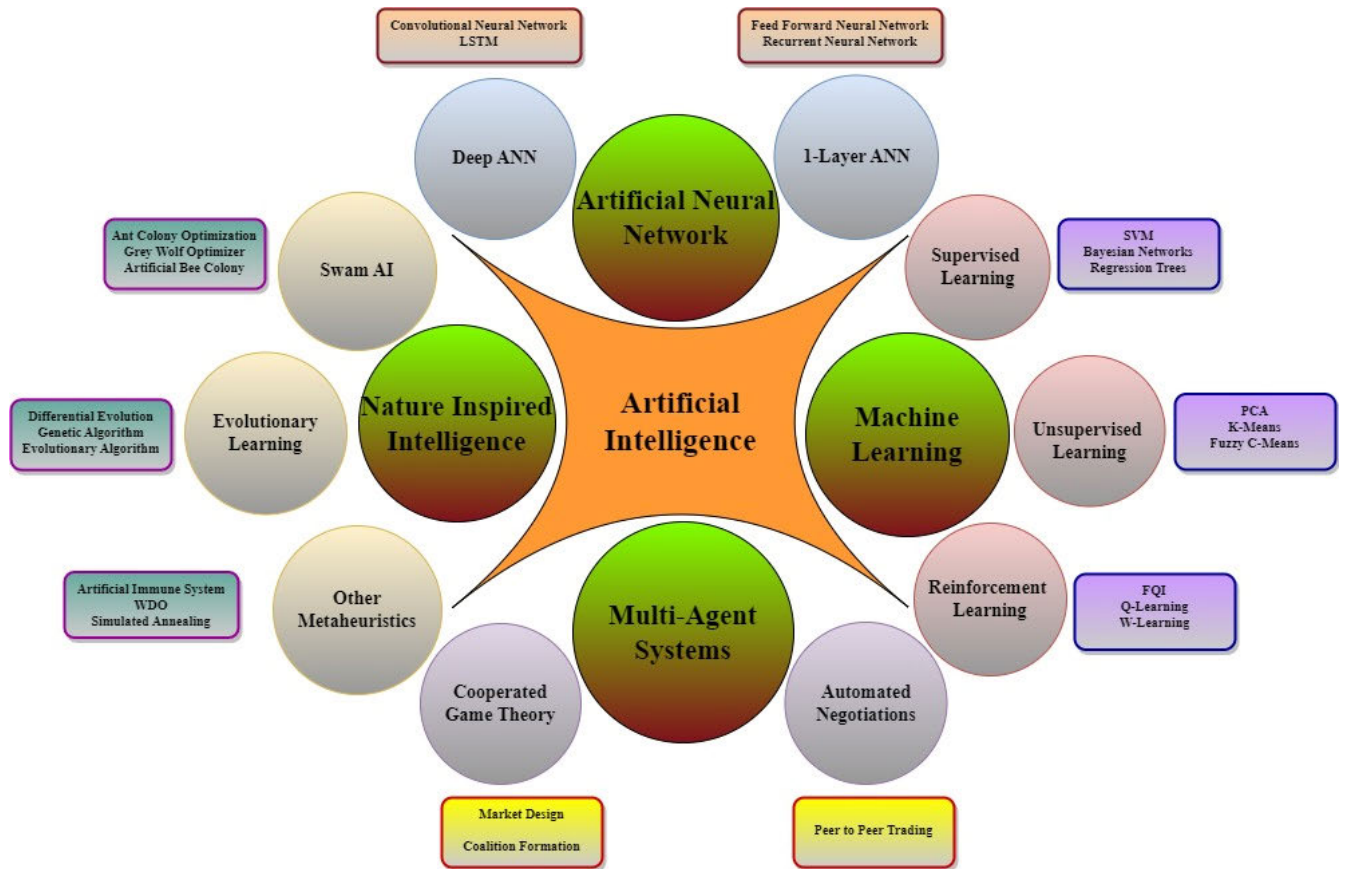 Convolutional Neural Network
LSTM
Feed Forward Neural Network
Recurrent Neural Network
Deep ANN
1-Layer ANN
Artificial Neural
Network
Ant Colony Optimization
Grey Wolf Optimizer
Artificial Bee Colony
Swam AI
Supervised
Learning
SVM
Bayesian Networks
Regression Trees
Differential Evolution
Genetic Algorithm
Evolutionary Algorithm
Evolutionary
Learning
Nature Inspired
Intelligence
Artificial
Intelligence
Machine
Learning
Unsupervised
Learning
PCA
K-Means
Fuzzy C-Means
Artificial Immune System
WDO
Simulated Annealing
Other
Metaheuristics
Multi-Agent
Systems
Reinforcement
Learning
FQI
Q-Learning
W-Learning
Cooperated
Game Theory
Automated
Negotiations
Market Design
Coalition Formation
Peer to Peer Trading